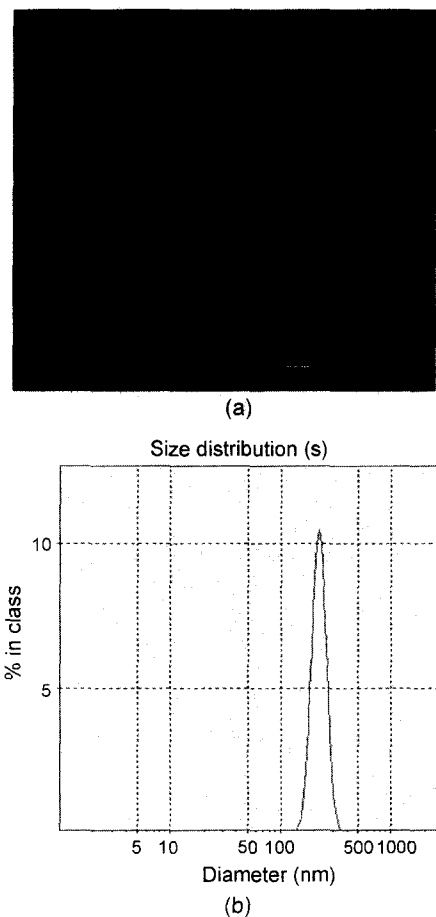 (a)
Size distribution (s)
10
5
% in class
5 10 50 100 500 1000
Diameter (nm)
(b)